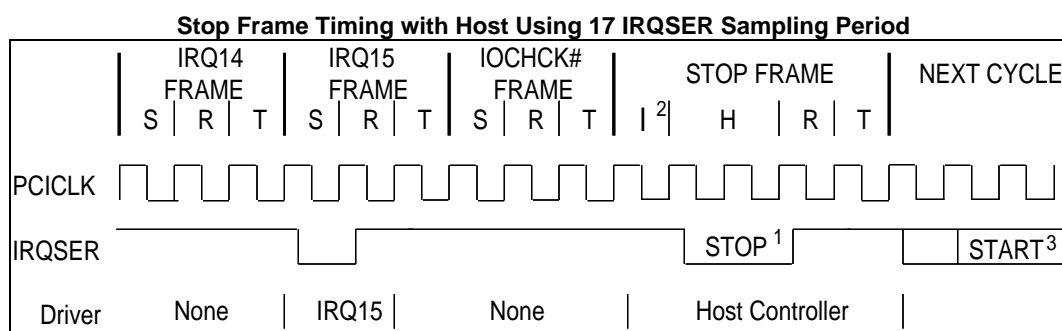 Stop Frame Timing with Host Using 17 IRQSER Sampling Period
IRQ14 IRQ15 IOCHCK# STOP FRAME NEXT CYCLE
FRAME FRAME FRAME
S R T S R T S R T I 2 H R T
PCICLK
IRQSER STOP 1 START 3
Driver None IRQ15 None Host Controller